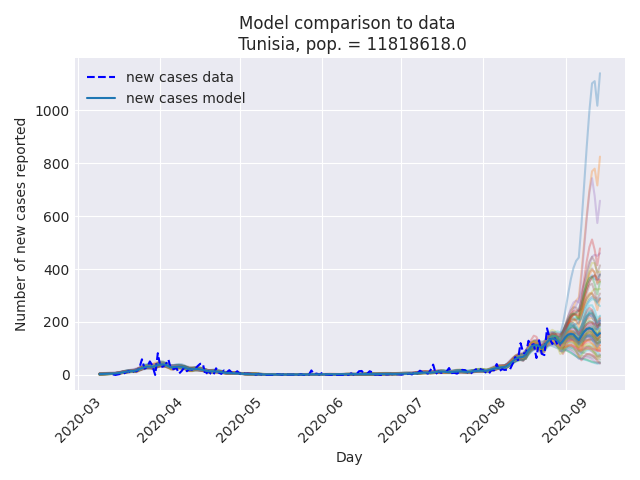 Model comparison to data
Tunisia, pop. = 11818618.0
new cases data
new cases model
Number of new cases reported
1000
800
600
400
200
0
2020-03
2020-04
2020-05
2020-06
2020-07
2020-08
2020-09
Day